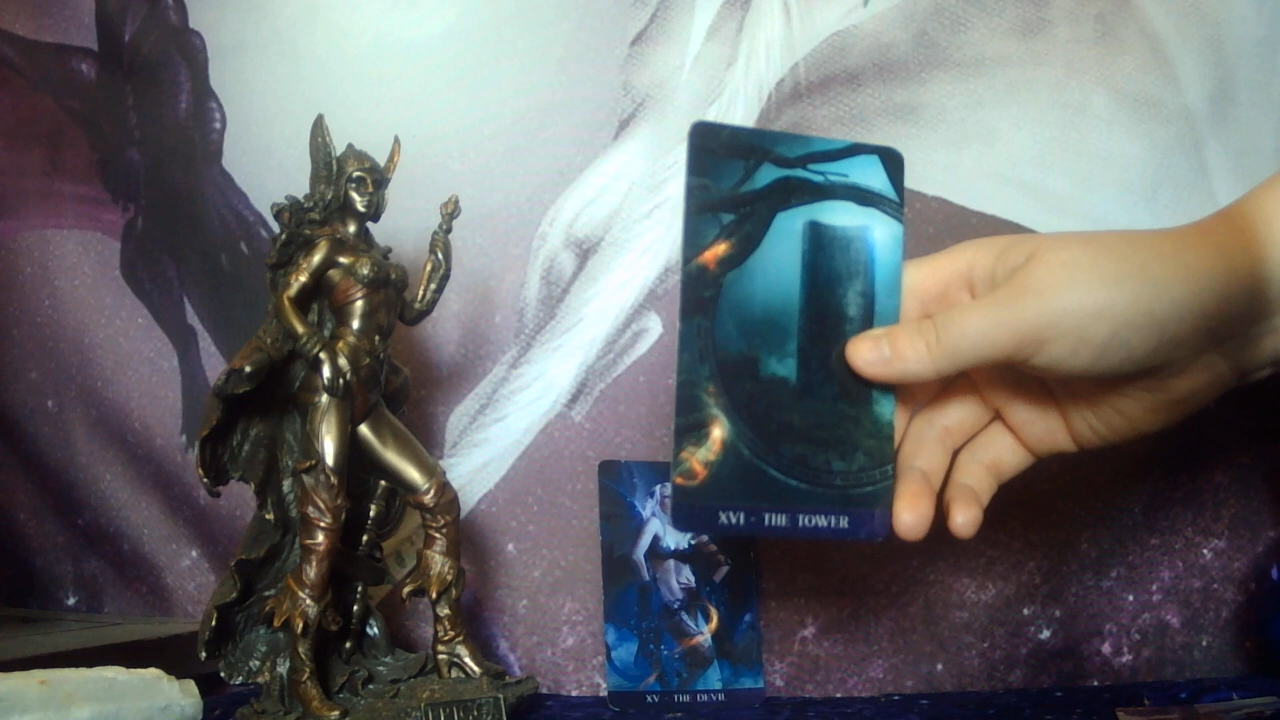 XVI - THE TOWER
XV - THE DEVIL